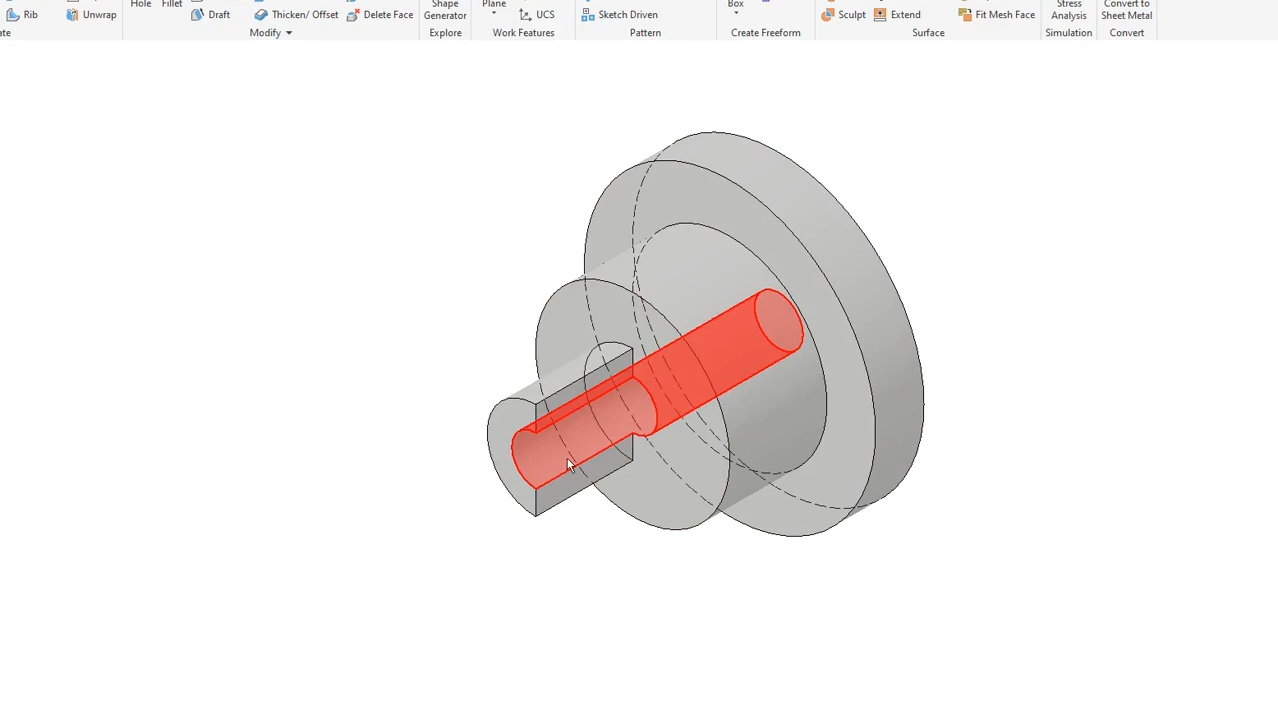 Hole Fillet Shape Plane Box Stress Convert to
Rib Unwrap Draft Thicken/ Offset Delete Face Generator UCS Sketch Driven Sculpt Extend Fit Mesh Face Analysis Sheet Metal
ate Modify Explore Work Features Pattern Create Freeform Surface Simulation Convert